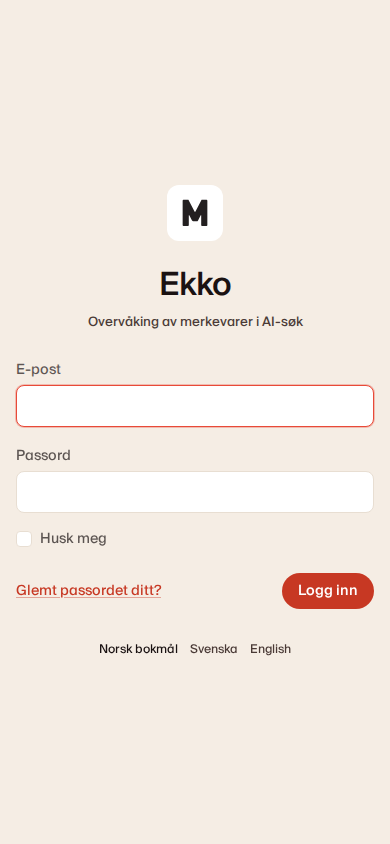 M
Ekko
Overvåking av merkevarer i AI-søk
E-post
Passord
Husk meg
Glemt passordet ditt?
Logg inn
Norsk bokmål Svenska English